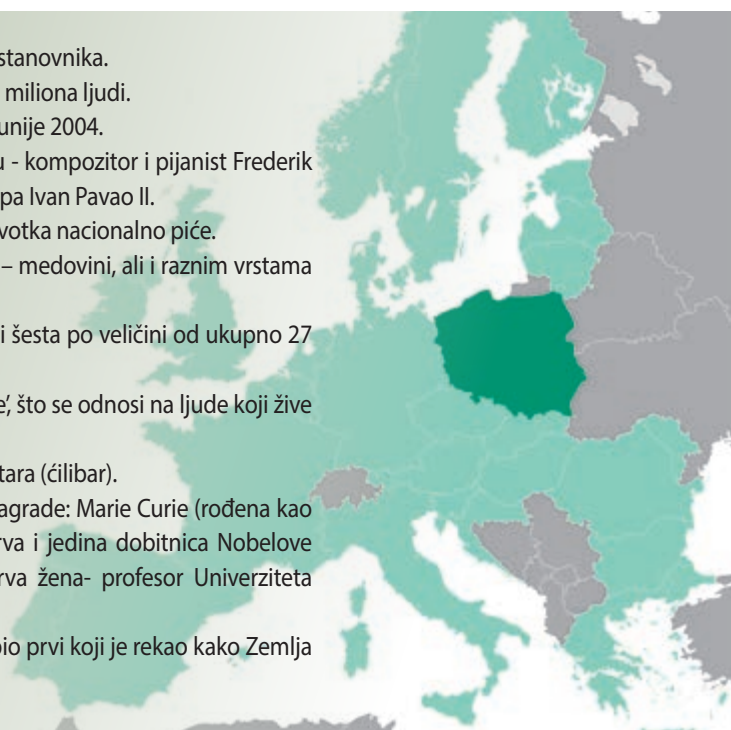 stanovnika.
miliona ljudi.
unije 2004.
u - kompozitor i pijanist Frederik
pa Ivan Pavao II.
votka nacionalno piće.
– medovini, ali i raznim vrstama
i šesta po veličini od ukupno 27
e’, što se odnosi na ljude koji žive
tara (ćilibar).
agrade: Marie Curie (rođena kao
rva i jedina dobitnica Nobelove
rva žena- profesor Univerziteta
bio prvi koji je rekao kako Zemlja